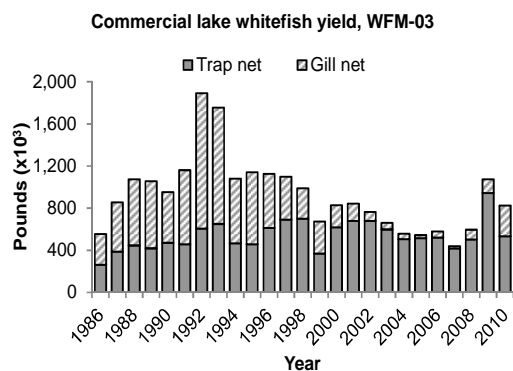 Commercial lake whitefish yield, WFM-03
Trap net Gill net
2,000
1,600
1,200
800
400
0
Pounds (x10³)
1986 1988 1990 1992 1994 1996 1998 2000 2002 2004 2006 2008 2010
Year